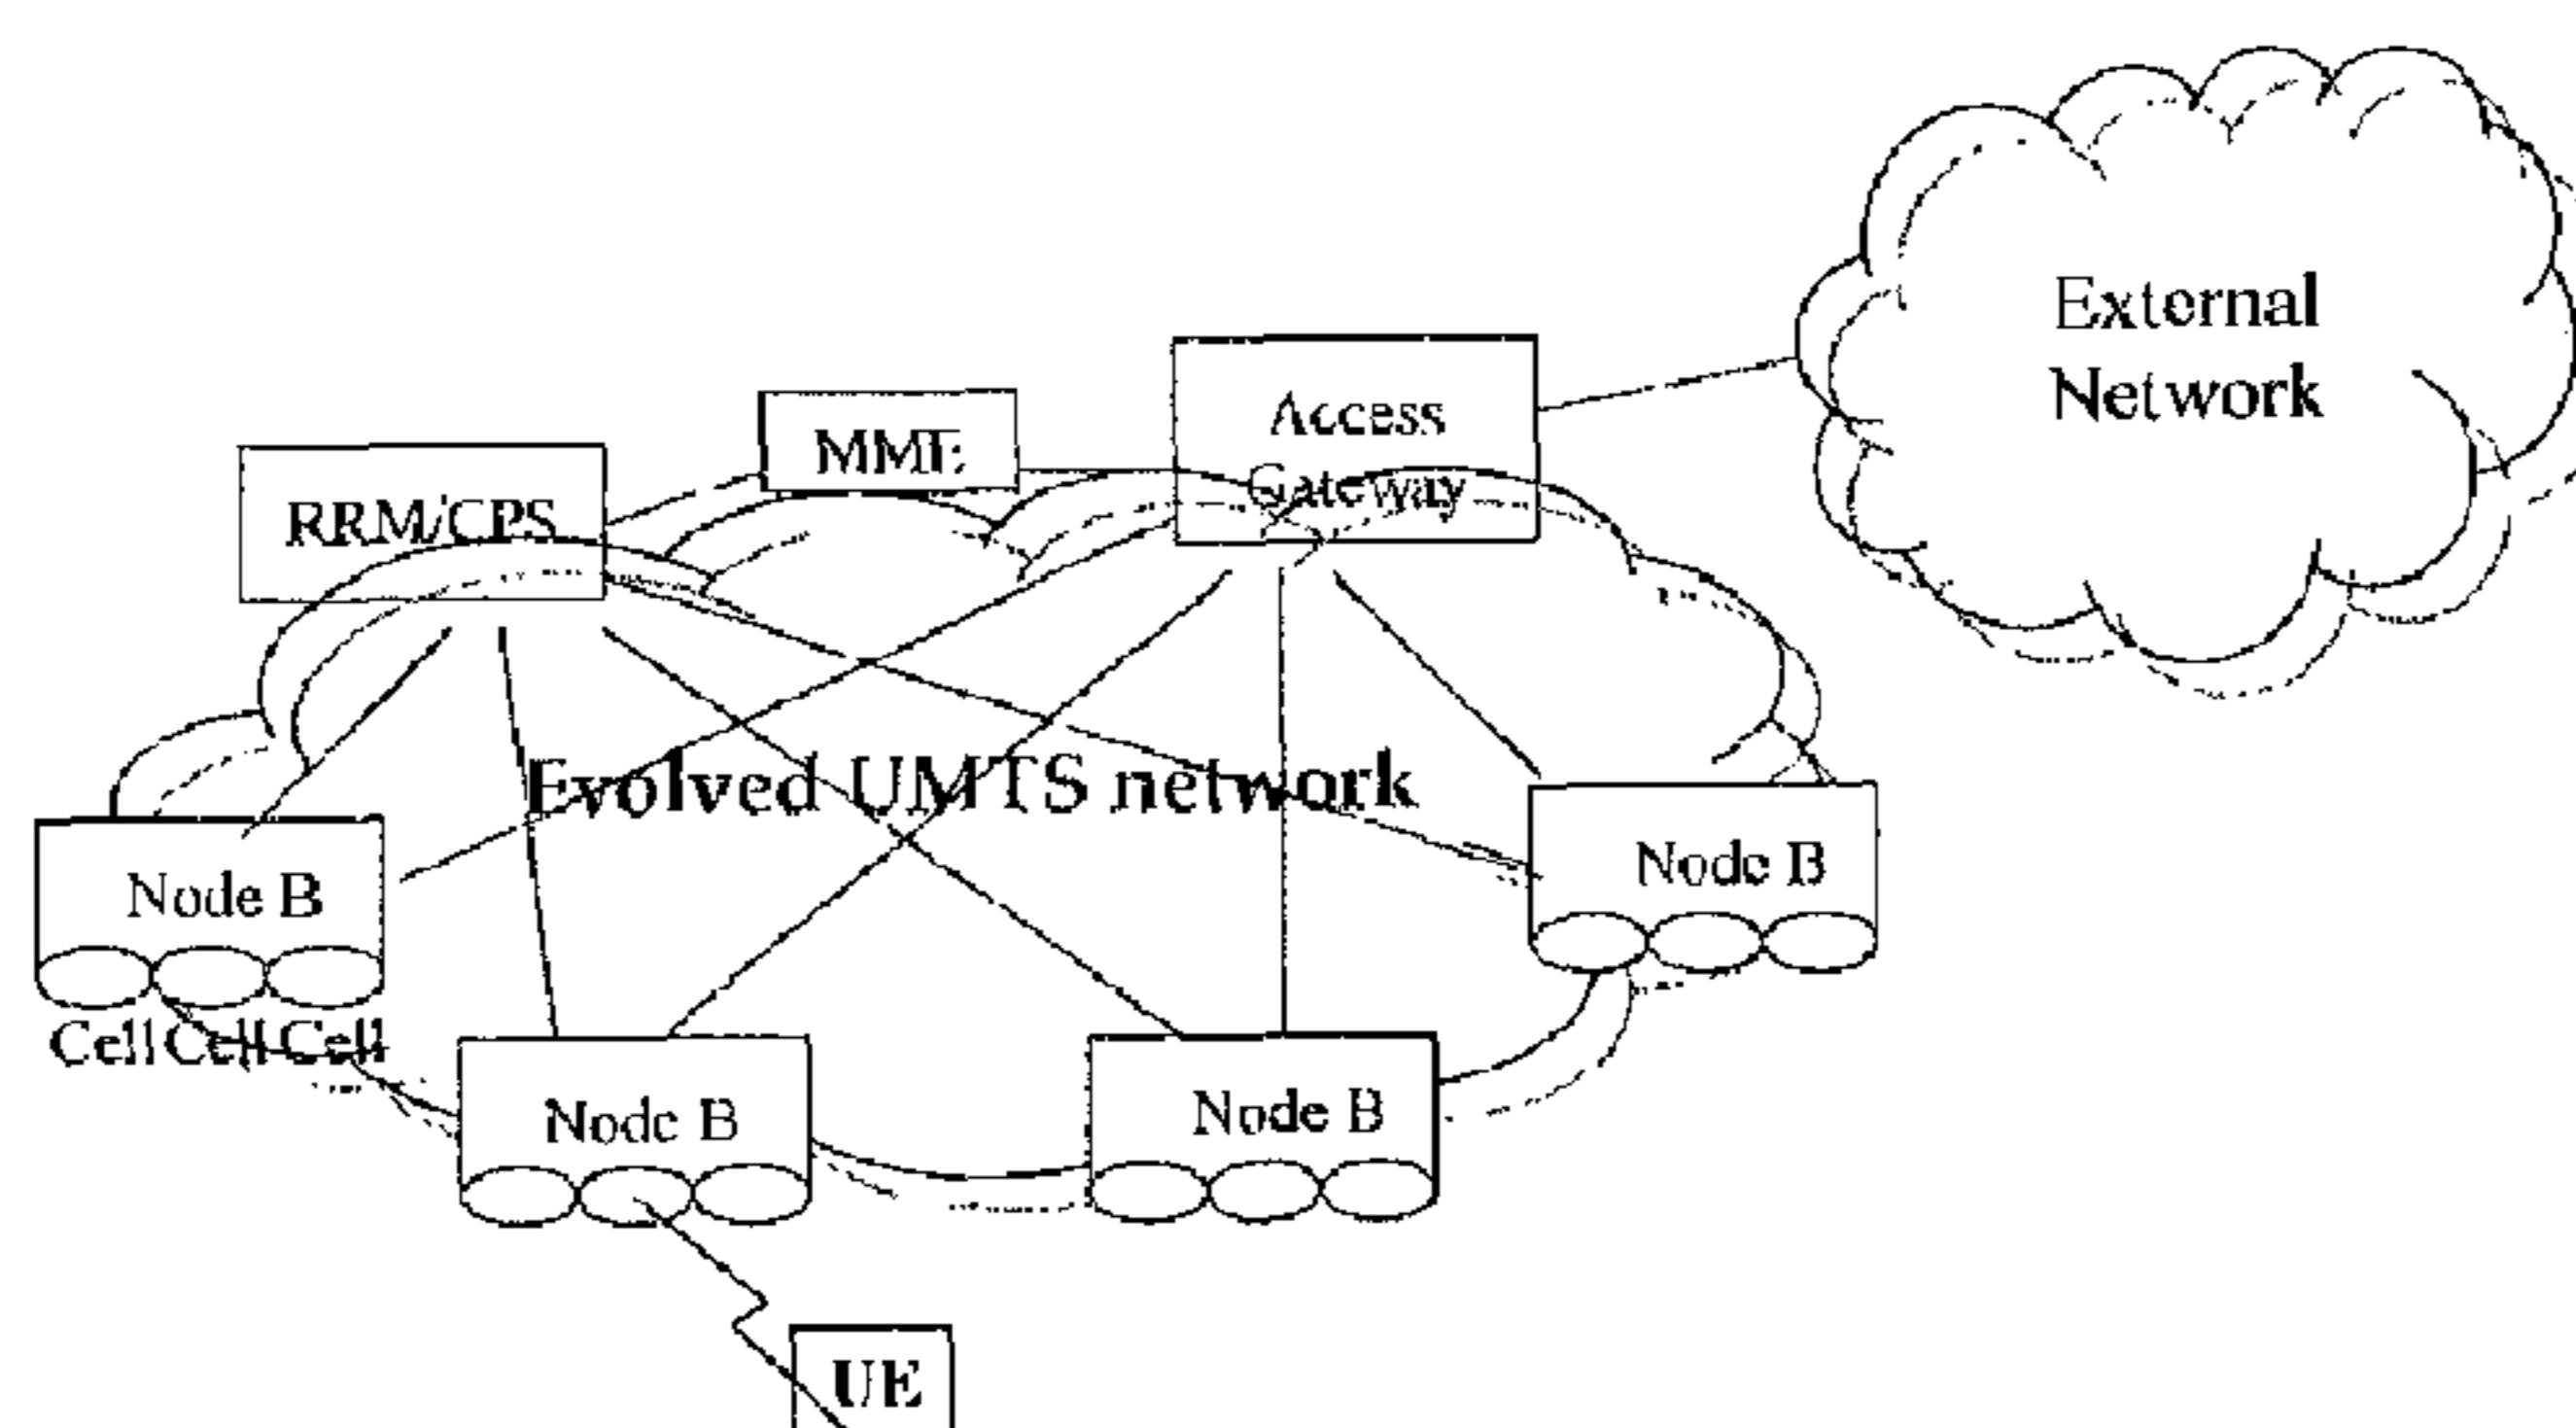 External
Network
Access
Gateway
MME
RRM/CPS
Evolved UMTS network
Node B
Node B
Cell Cell Cell
Node B
Node B
UE